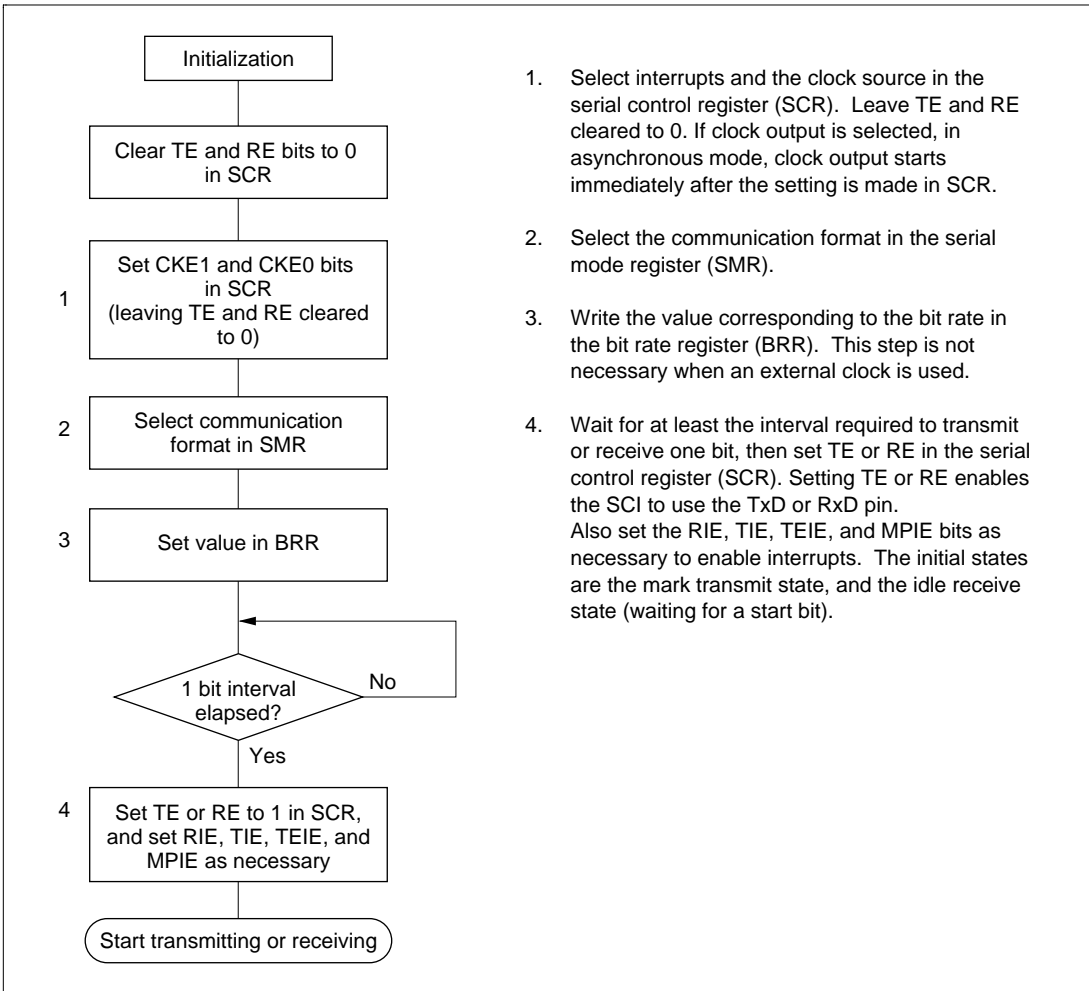 Initialization
Clear TE and RE bits to 0
in SCR
1
Set CKE1 and CKE0 bits
in SCR
(leaving TE and RE cleared
to 0)
2
Select communication
format in SMR
3
Set value in BRR
1 bit interval
elapsed?
No
Yes
4
Set TE or RE to 1 in SCR,
and set RIE, TIE, TEIE, and
MPIE as necessary
Start transmitting or receiving
1. Select interrupts and the clock source in the
serial control register (SCR). Leave TE and RE
cleared to 0. If clock output is selected, in
asynchronous mode, clock output starts
immediately after the setting is made in SCR.
2. Select the communication format in the serial
mode register (SMR).
3. Write the value corresponding to the bit rate in
the bit rate register (BRR). This step is not
necessary when an external clock is used.
4. Wait for at least the interval required to transmit
or receive one bit, then set TE or RE in the serial
control register (SCR). Setting TE or RE enables
the SCI to use the TxD or RxD pin.
Also set the RIE, TIE, TEIE, and MPIE bits as
necessary to enable interrupts. The initial states
are the mark transmit state, and the idle receive
state (waiting for a start bit).